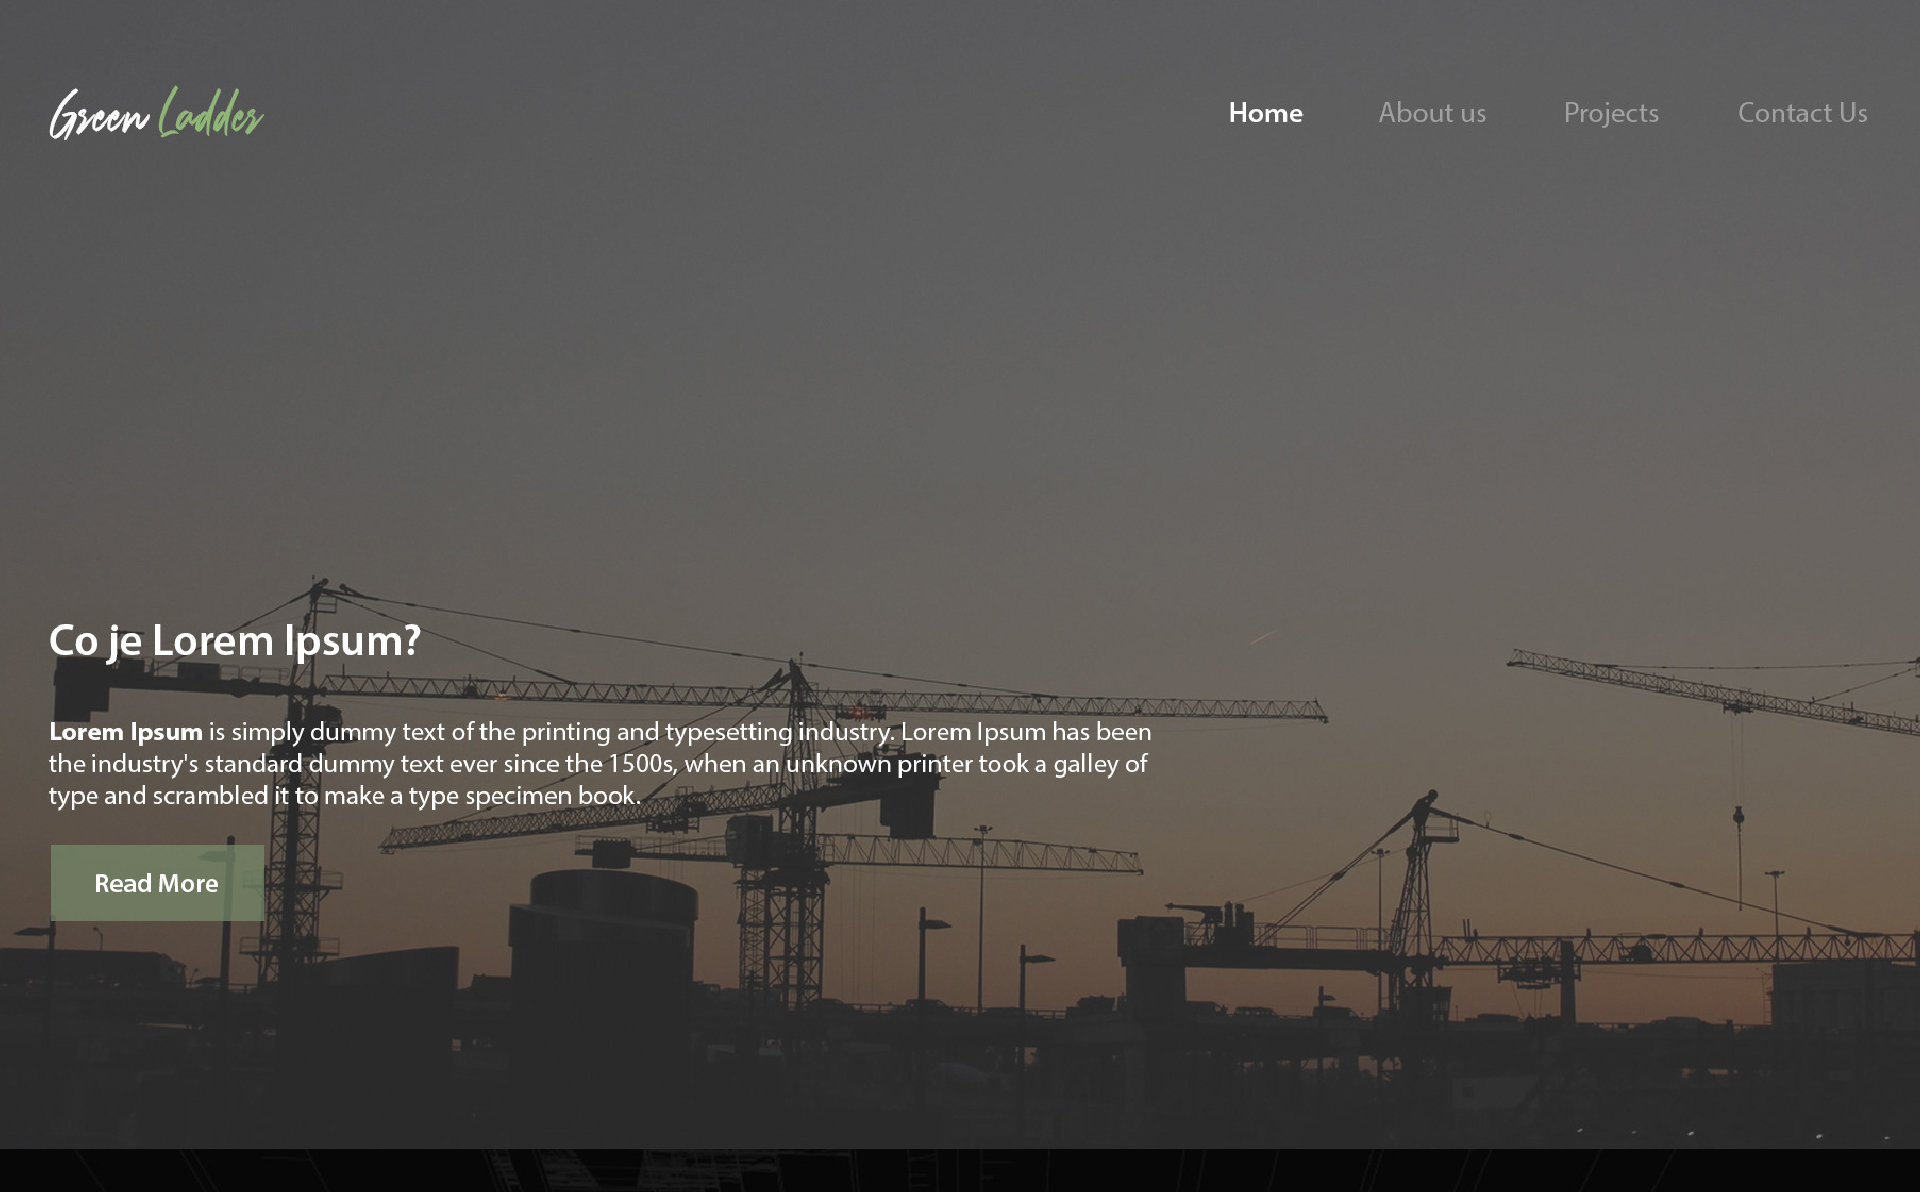 Green Ladder
Home About us Projects Contact Us
Co je Lorem Ipsum?
Lorem Ipsum is simply dummy text of the printing and typesetting industry. Lorem Ipsum has been
the industry's standard dummy text ever since the 1500s, when an unknown printer took a galley of
type and scrambled it to make a type specimen book.
Read More